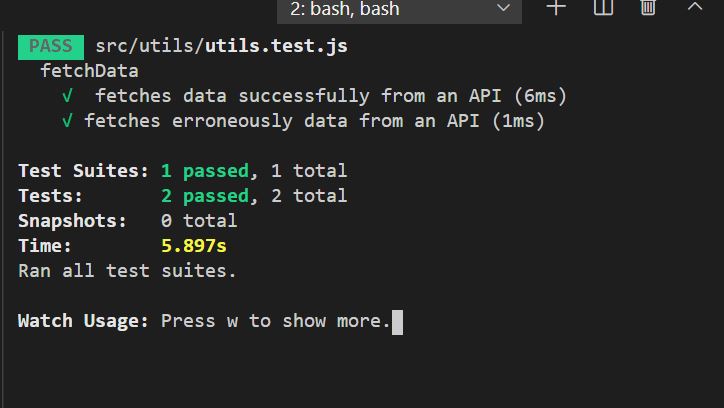 2: bash, bash
PASS src/utils/utils.test.js
fetchData
√ fetches data successfully from an API (6ms)
√ fetches erroneously data from an API (1ms)
Test Suites: 1 passed, 1 total
Tests: 2 passed, 2 total
Snapshots: 0 total
Time: 5.897s
Ran all test suites.
Watch Usage: Press w to show more.